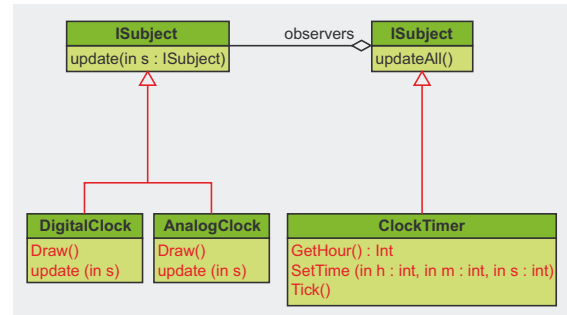 ISubject
update(in s : ISubject)
observers
ISubject
updateAll()
DigitalClock
Draw()
update (in s)
AnalogClock
Draw()
update (in s)
ClockTimer
GetHour() : Int
SetTime (in h : int, in m : int, in s : int)
Tick()